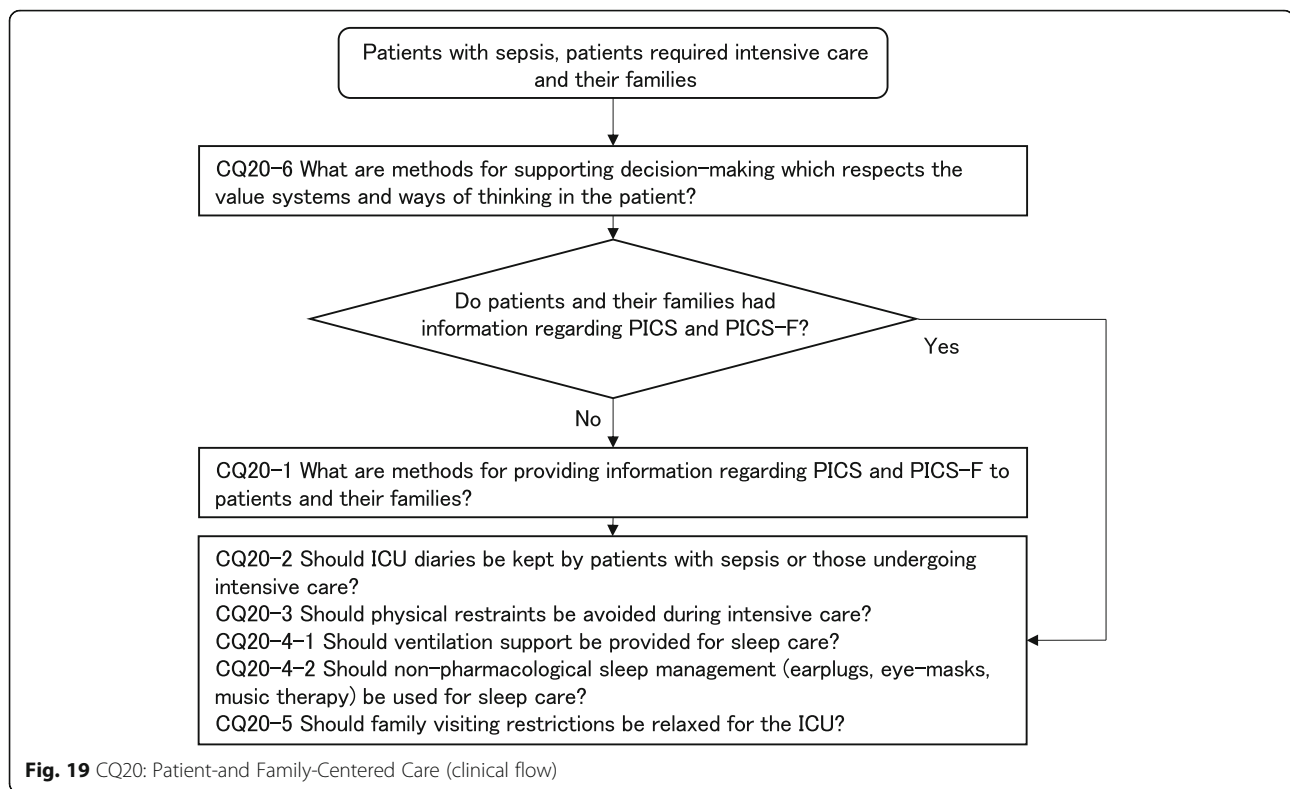 Patients with sepsis, patients required intensive care
and their families
CQ20-6 What are methods for supporting decision-making which respects the
value systems and ways of thinking in the patient?
Do patients and their families had
information regarding PICS and PICS-F?
Yes
No
CQ20-1 What are methods for providing information regarding PICS and PICS-F to
patients and their families?
CQ20-2 Should ICU diaries be kept by patients with sepsis or those undergoing
intensive care?
CQ20-3 Should physical restraints be avoided during intensive care?
CQ20-4-1 Should ventilation support be provided for sleep care?
CQ20-4-2 Should non-pharmacological sleep management (earplugs, eye-masks,
music therapy) be used for sleep care?
CQ20-5 Should family visiting restrictions be relaxed for the ICU?
Fig. 19 CQ20: Patient-and Family-Centered Care (clinical flow)